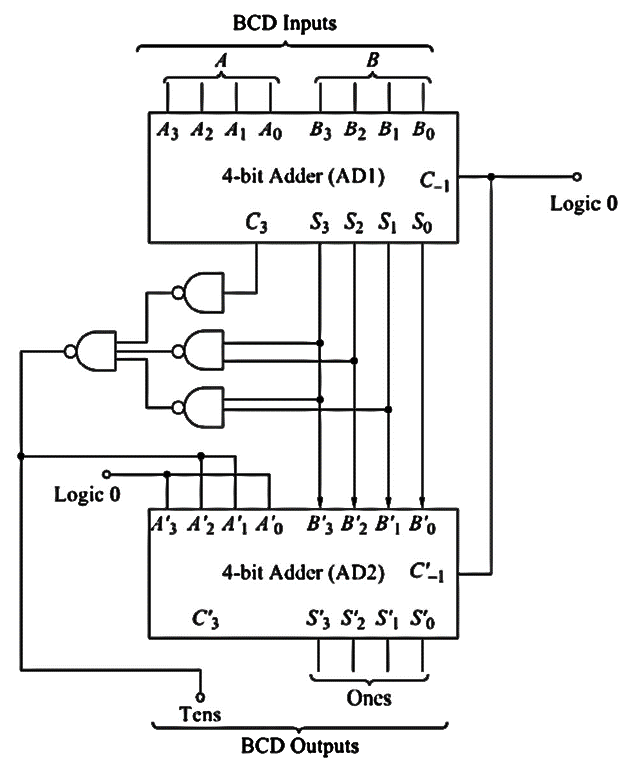 BCD Inputs
A B
A₃ A₂ A₁ A₀ B₃ B₂ B₁ B₀
4-bit Adder (AD1) C₋₁
Logic 0
C₃ S₃ S₂ S₁ S₀
Logic 0
A'₃ A'₂ A'₁ A'₀ B'₃ B'₂ B'₁ B'₀
4-bit Adder (AD2) C'₋₁
C'₃ S'₃ S'₂ S'₁ S'₀
Ones
Tens
BCD Outputs